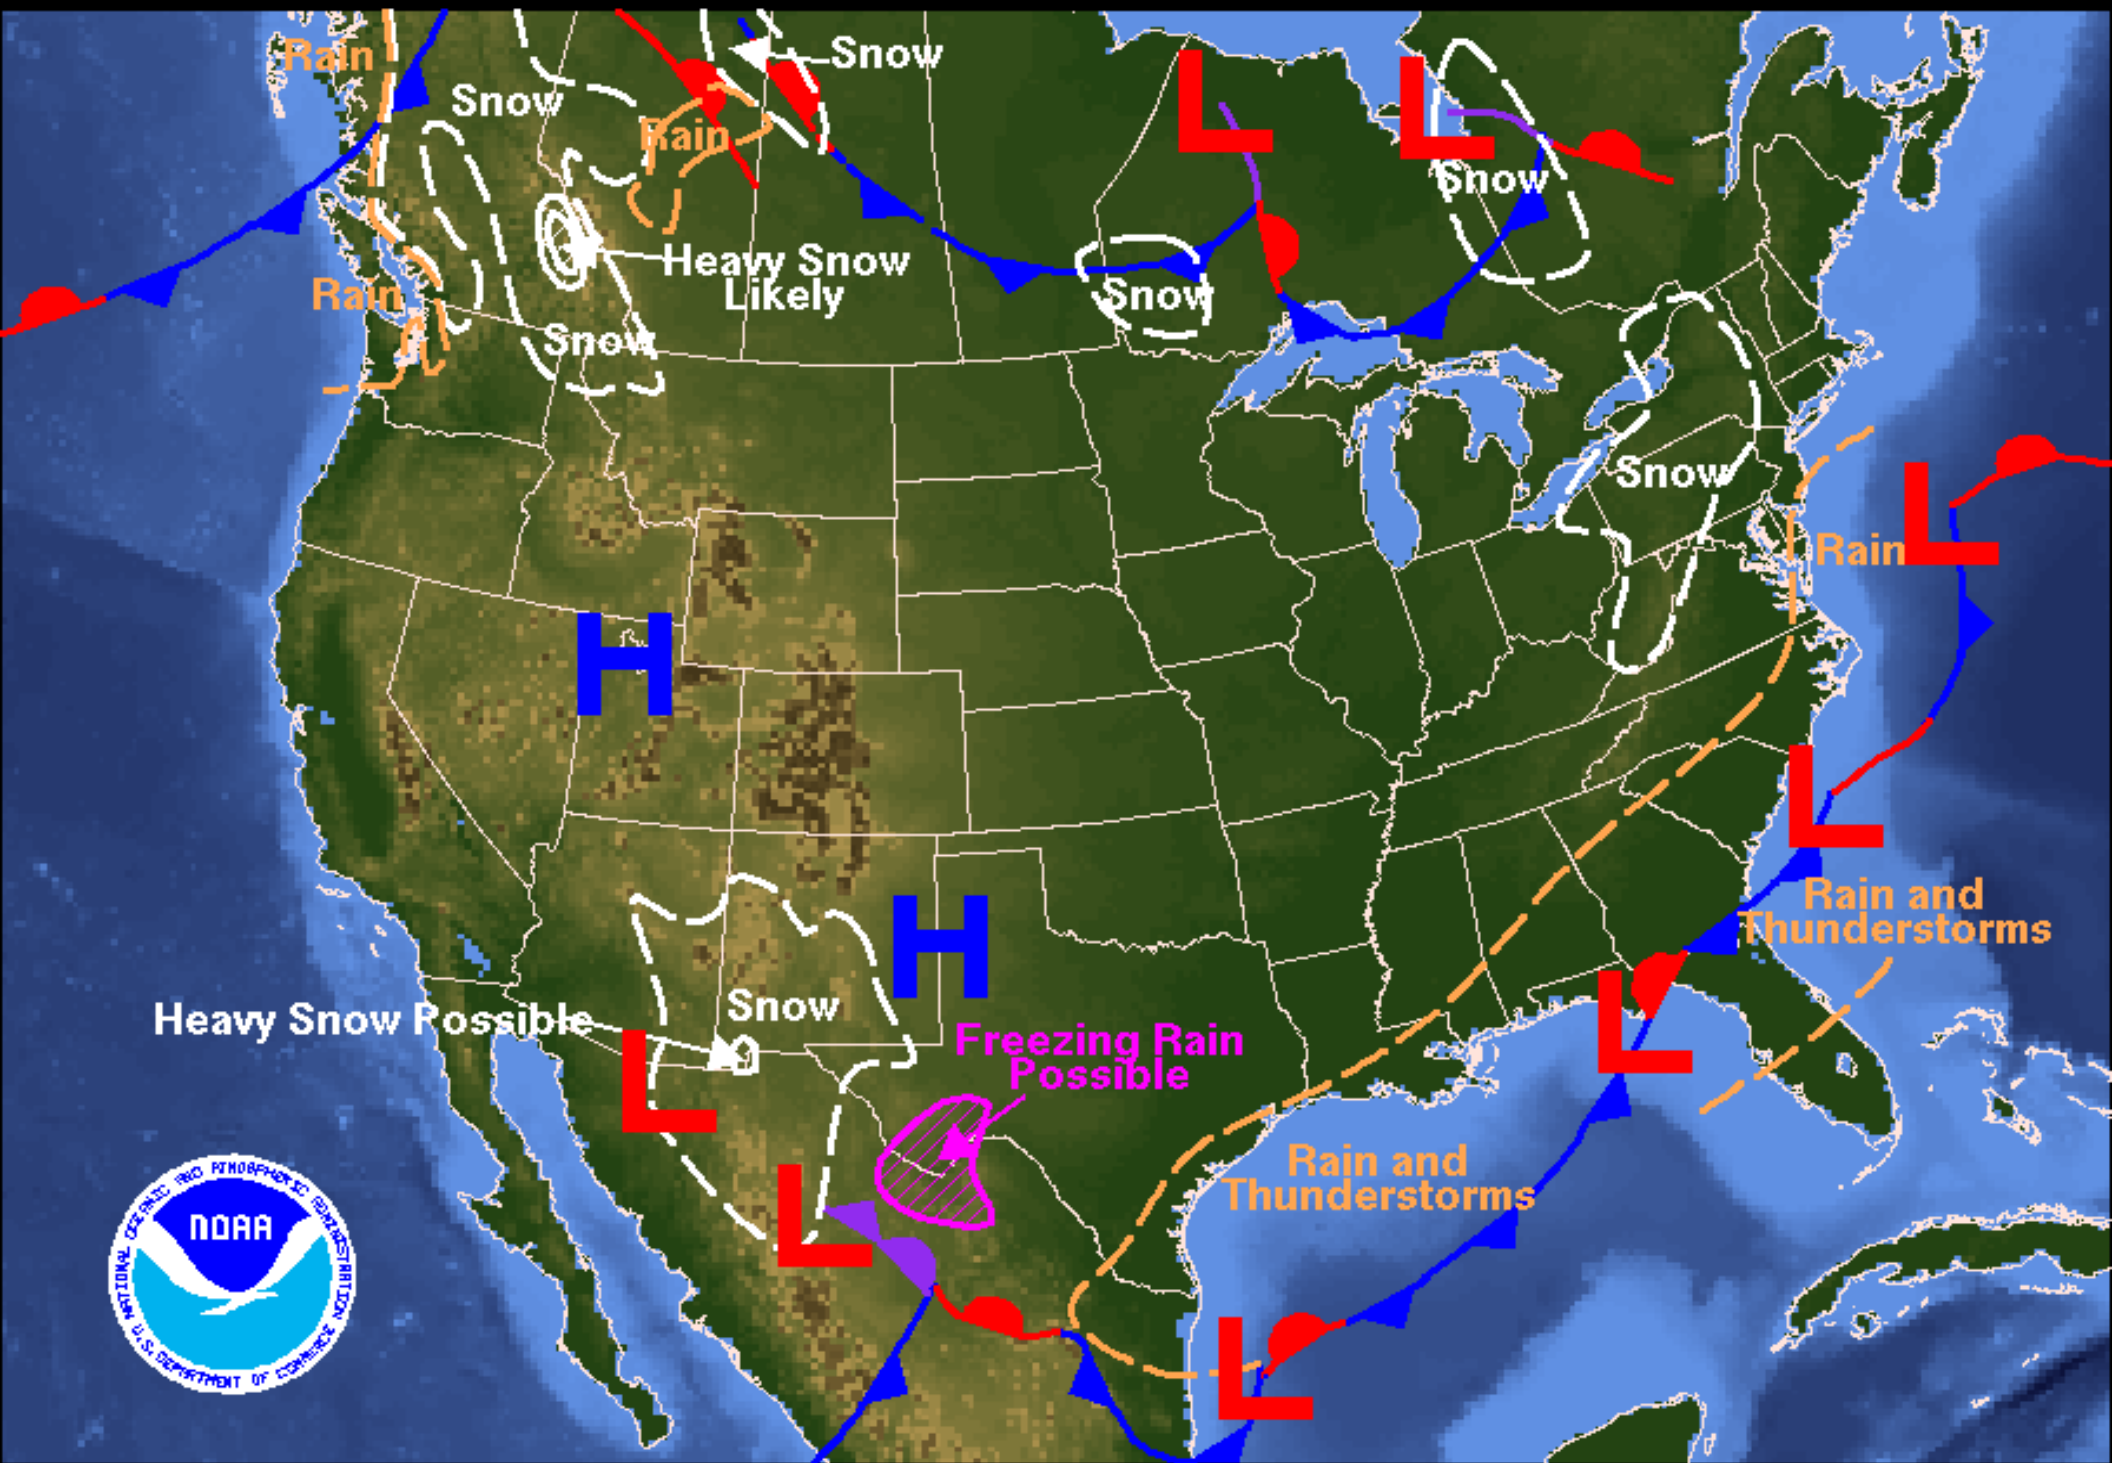 Rain
Snow
Snow
Rain
Snow
Heavy Snow
Likely
Rain
Snow
Snow
Snow
Rain
Rain and
Thunderstorms
Heavy Snow Possible
Snow
Freezing Rain
Possible
Rain and
Thunderstorms
H
H
L
L
L
L
L
L
L
L
NATIONAL OCEANIC AND ATMOSPHERIC ADMINISTRATION
NOAA
U.S. DEPARTMENT OF COMMERCE